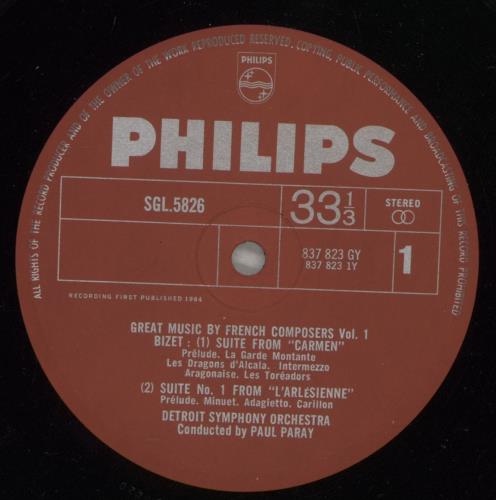 ALL RIGHTS OF THE RECORD PRODUCER AND OF THE OWNER OF THE WORK REPRODUCED RESERVED. COPYING, PUBLIC PERFORMANCE AND BROADCASTING OF THIS RECORD PROHIBITED
PHILIPS
PHILIPS
SGL.5826
33 1/3
STEREO
837 823 GY
837 823 1Y
1
RECORDING FIRST PUBLISHED 1964
GREAT MUSIC BY FRENCH COMPOSERS Vol. 1
BIZET : (1) SUITE FROM "CARMEN"
Prélude. La Garde Montante
Les Dragons d'Alcala. Intermezzo
Aragonaise. Les Toréadors
(2) SUITE No. 1 FROM "L'ARLéSIENNE"
Prélude. Minuet. Adagietto. Carillon
DETROIT SYMPHONY ORCHESTRA
Conducted by PAUL PARAY